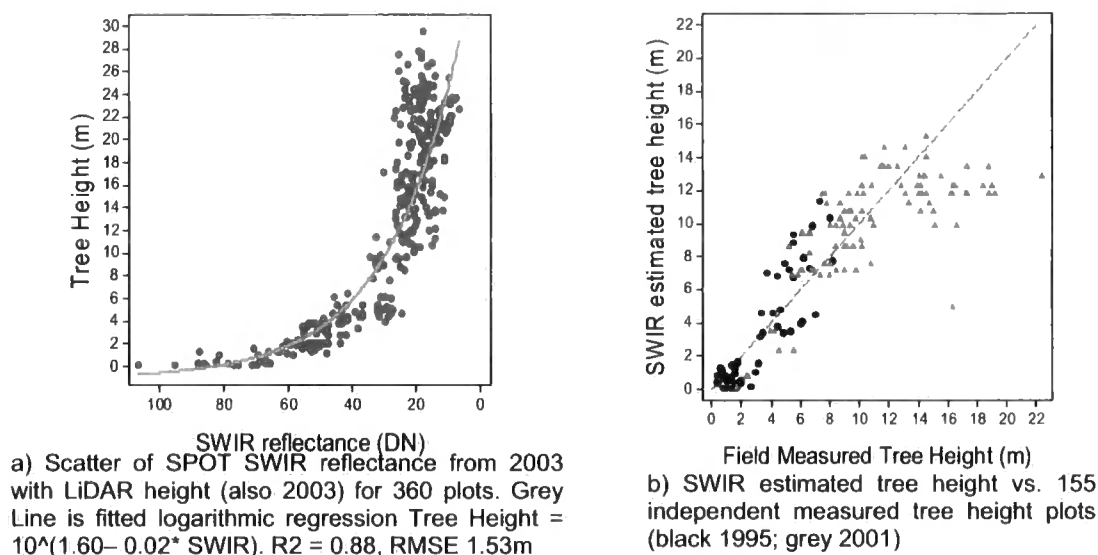 30
28
26
24
22
20
18
16
14
12
10
8
6
4
2
0
Tree Height (m)
100 80 60 40 20 0
SWIR reflectance (DN)
a) Scatter of SPOT SWIR reflectance from 2003
with LiDAR height (also 2003) for 360 plots. Grey
Line is fitted logarithmic regression Tree Height =
10^(1.60– 0.02* SWIR). R2 = 0.88, RMSE 1.53m
22
20
18
16
14
12
10
8
6
4
2
0
SWIR estimated tree height (m)
0 2 4 6 8 10 12 14 16 18 20 22
Field Measured Tree Height (m)
b) SWIR estimated tree height vs. 155
independent measured tree height plots
(black 1995; grey 2001)